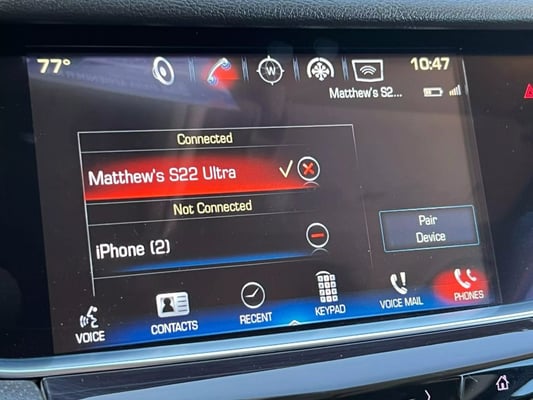 77°
W
10:47
Matthew's S2...
Connected
Matthew's S22 Ultra
Not Connected
iPhone (2)
Pair
Device
VOICE
CONTACTS
RECENT
KEYPAD
VOICE MAIL
PHONES